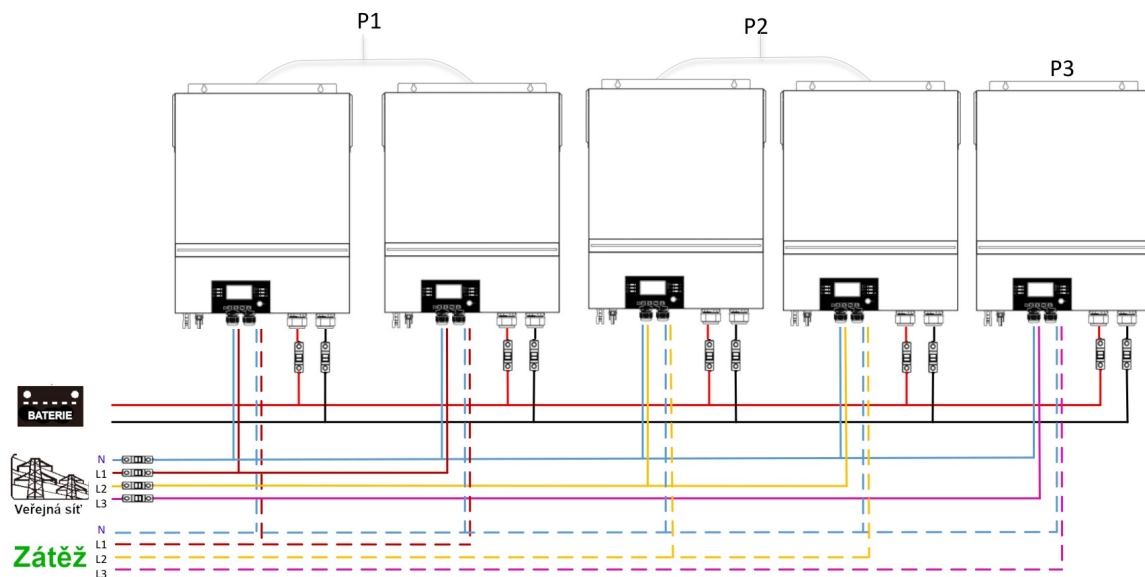 P1
P2
P3
BATERIE
N
L1
L2
L3
Veřejná síť
N
L1
L2
L3
Zátěž